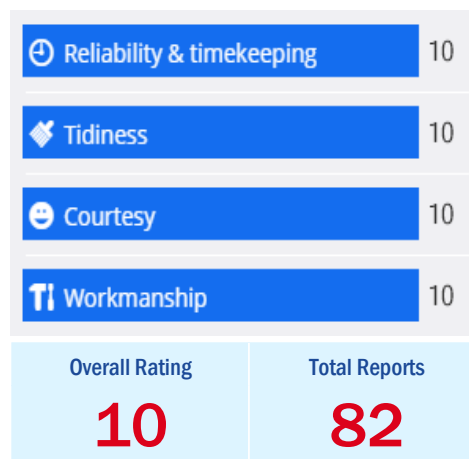 Reliability & timekeeping 10
Tidiness 10
Courtesy 10
Workmanship 10
Overall Rating Total Reports
10 82